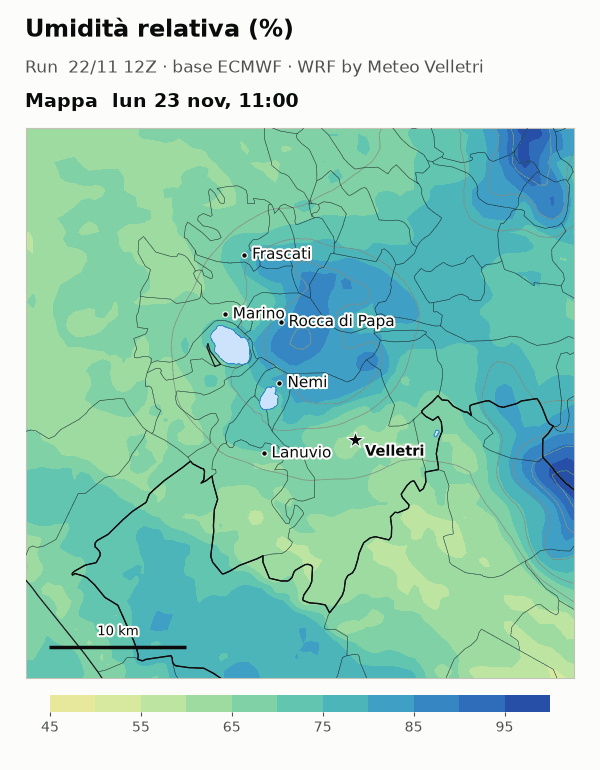 Umidità relativa (%)
Run  22/11 12Z · base ECMWF · WRF by Meteo Velletri
Mappa  lun 23 nov, 11:00
Frascati
Marino
Rocca di Papa
Nemi
Velletri
Lanuvio
10 km
45 55 65 75 85 95